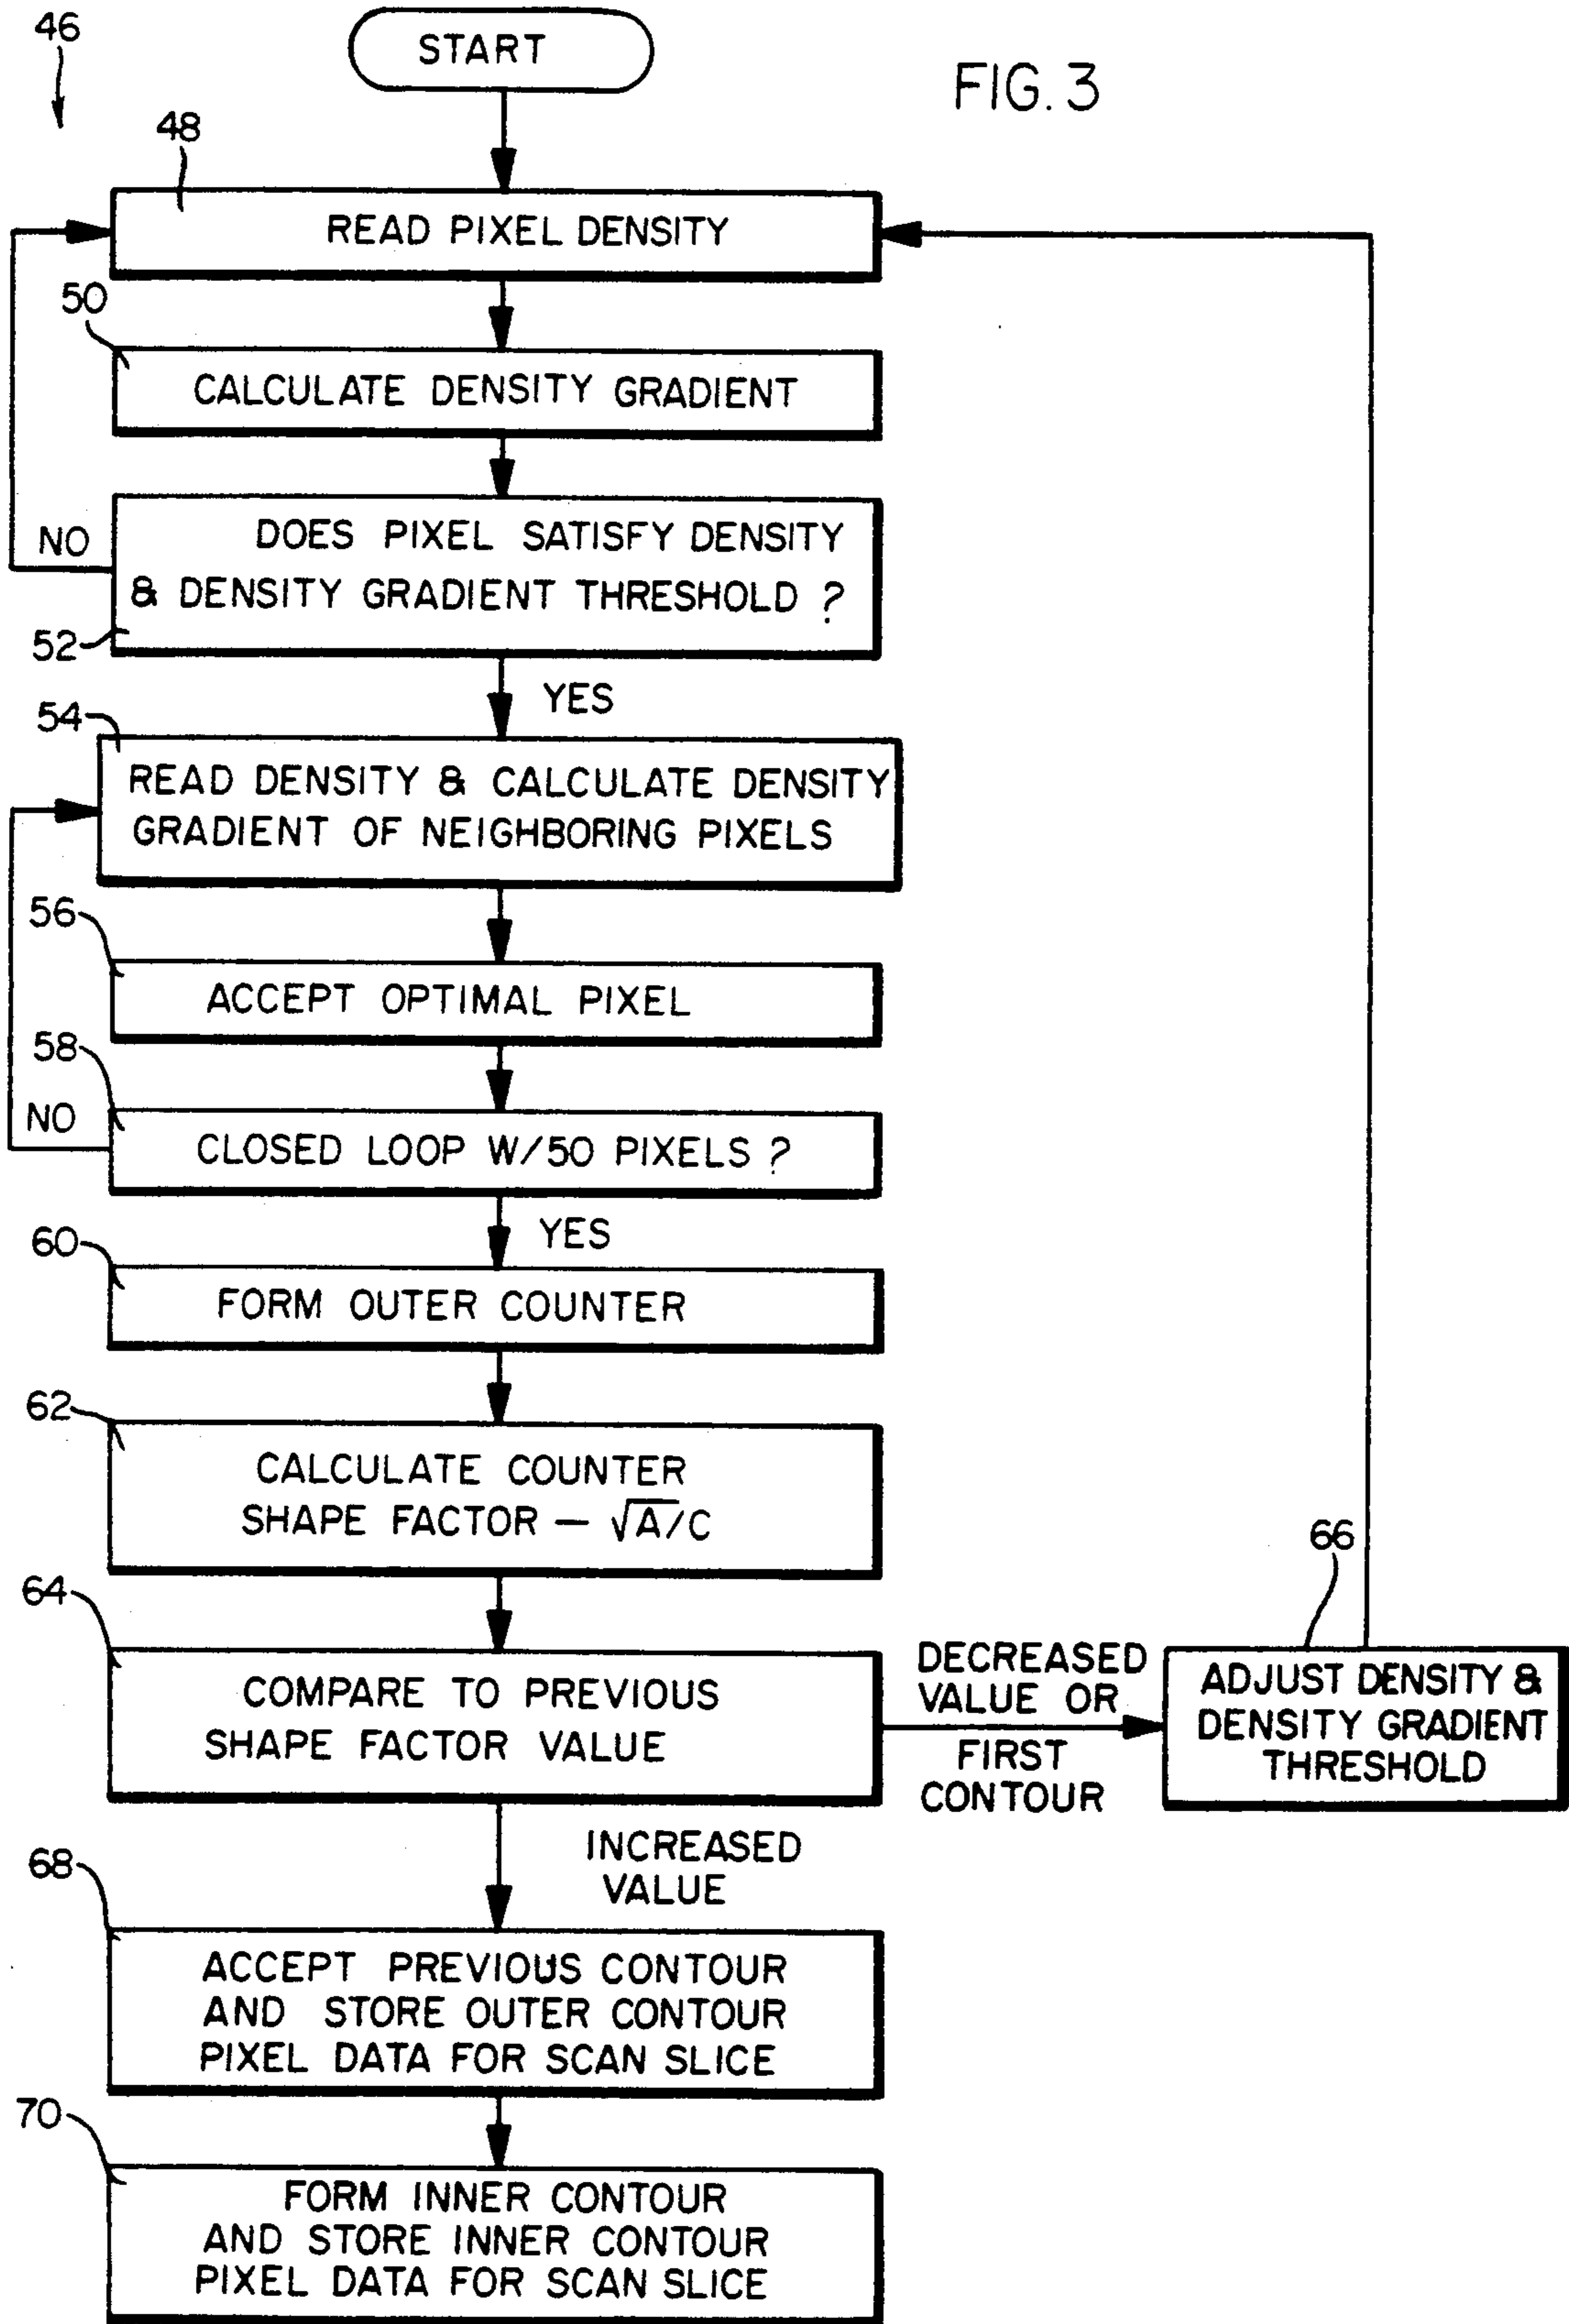 46
START
FIG. 3
48
READ PIXEL DENSITY
50
CALCULATE DENSITY GRADIENT
DOES PIXEL SATISFY DENSITY
& DENSITY GRADIENT THRESHOLD ?
NO
52
YES
54
READ DENSITY & CALCULATE DENSITY
GRADIENT OF NEIGHBORING PIXELS
56
ACCEPT OPTIMAL PIXEL
58
NO
CLOSED LOOP W/50 PIXELS ?
YES
60
FORM OUTER COUNTER
62
CALCULATE COUNTER
SHAPE FACTOR — √A/C
64
COMPARE TO PREVIOUS
SHAPE FACTOR VALUE
DECREASED
VALUE OR
FIRST
CONTOUR
66
ADJUST DENSITY &
DENSITY GRADIENT
THRESHOLD
INCREASED
VALUE
68
ACCEPT PREVIOUS CONTOUR
AND STORE OUTER CONTOUR
PIXEL DATA FOR SCAN SLICE
70
FORM INNER CONTOUR
AND STORE INNER CONTOUR
PIXEL DATA FOR SCAN SLICE